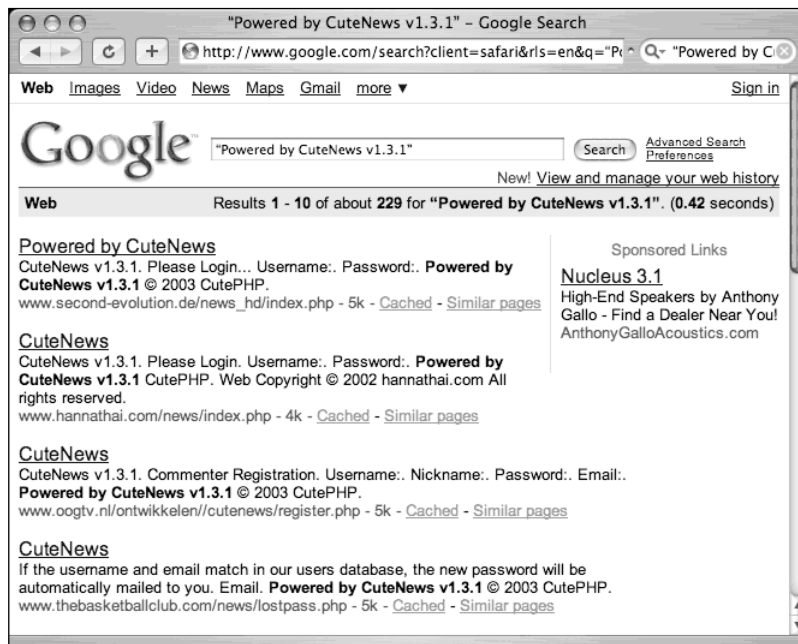 “Powered by CuteNews v1.3.1” – Google Search
http://www.google.com/search?client=safari&rls=en&q=“Po
"Powered by C
Web Images Video News Maps Gmail more ▼ Sign in
Google™
“Powered by CuteNews v1.3.1”
Search
Advanced Search
Preferences
New! View and manage your web history
Web Results 1 - 10 of about 229 for “Powered by CuteNews v1.3.1”. (0.42 seconds)
Powered by CuteNews
CuteNews v1.3.1. Please Login... Username:. Password:. Powered by
CuteNews v1.3.1 © 2003 CutePHP.
www.second-evolution.de/news_hd/index.php - 5k - Cached - Similar pages
CuteNews
CuteNews v1.3.1. Please Login. Username:. Password:. Powered by
CuteNews v1.3.1 CutePHP. Web Copyright © 2002 hannathai.com All
rights reserved.
www.hannathai.com/news/index.php - 4k - Cached - Similar pages
CuteNews
CuteNews v1.3.1. Commenter Registration. Username:. Nickname:. Password:. Email:.
Powered by CuteNews v1.3.1 © 2003 CutePHP.
www.oogtv.nl/ontwikkelen//cutenews/register.php - 5k - Cached - Similar pages
CuteNews
If the username and email match in our users database, the new password will be
automatically mailed to you. Email. Powered by CuteNews v1.3.1 © 2003 CutePHP.
www.thebasketballclub.com/news/lostpass.php - 5k - Cached - Similar pages
Sponsored Links
Nucleus 3.1
High-End Speakers by Anthony
Gallo - Find a Dealer Near You!
AnthonyGalloAcoustics.com